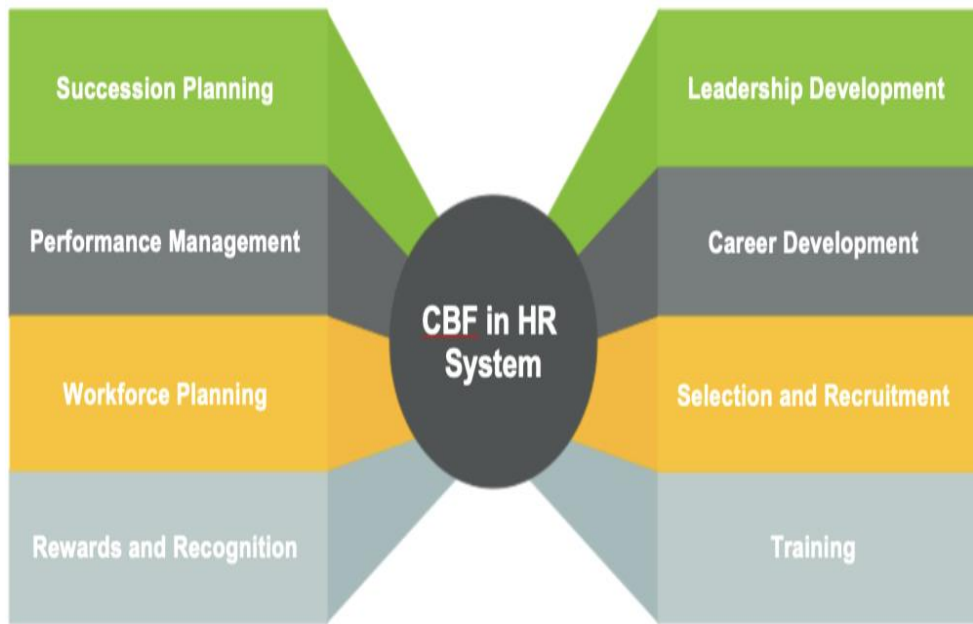 Succession Planning
Performance Management
Workforce Planning
Rewards and Recognition
CBF in HR
System
Leadership Development
Career Development
Selection and Recruitment
Training